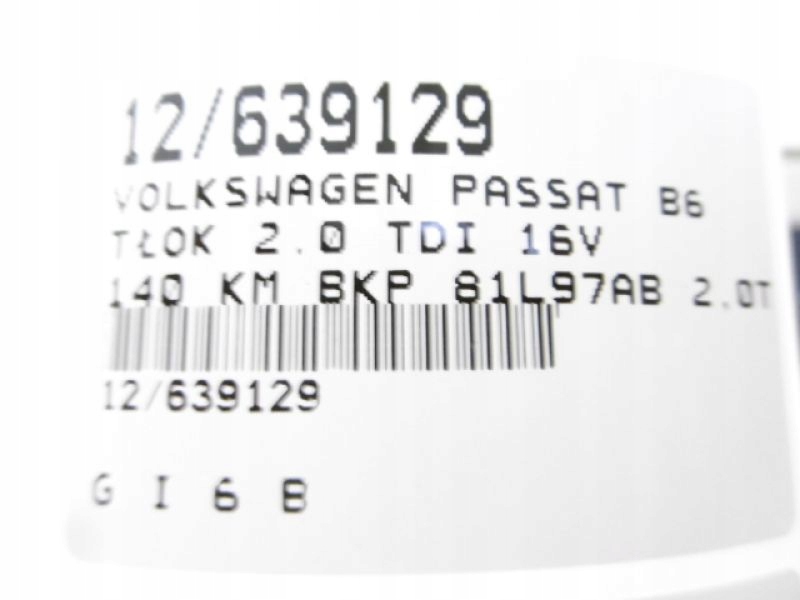 12/639129
VOLKSWAGEN PASSAT B6
TŁOK 2.0 TDI 16V
140 KM BKP 81L97AB 2.0T
12/639129
G I 6 B